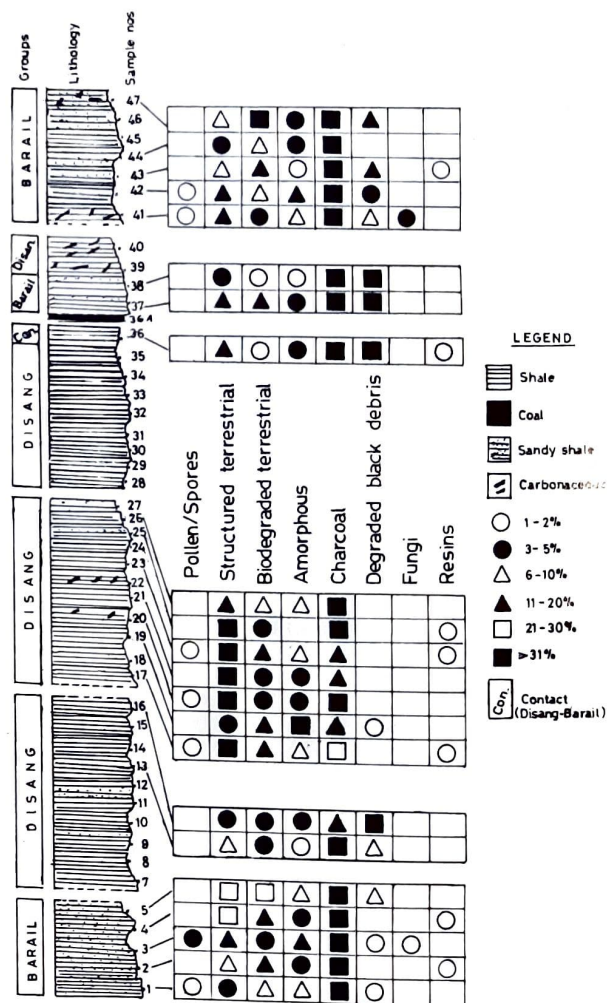 Groups
Lithology
Sample nos
BARAIL
47
46
45
44
43
42
41
Disan
Barail
40
39
38
37
36A
36
35
DISANG
34
33
32
31
30
29
28
DISANG
27
26
25
24
23
22
21
20
19
18
17
DISANG
16
15
14
13
12
11
10
9
8
7
BARAIL
5
4
3
2
1
Pollen/Spores
Structured terrestrial
Biodegraded terrestrial
Amorphous
Charcoal
Degraded black debris
Fungi
Resins
LEGEND
Shale
Coal
Sandy shale
Carbonaceous
1-2%
3-5%
6-10%
11-20%
21-30%
>31%
Con. Contact
(Disang-Barail)